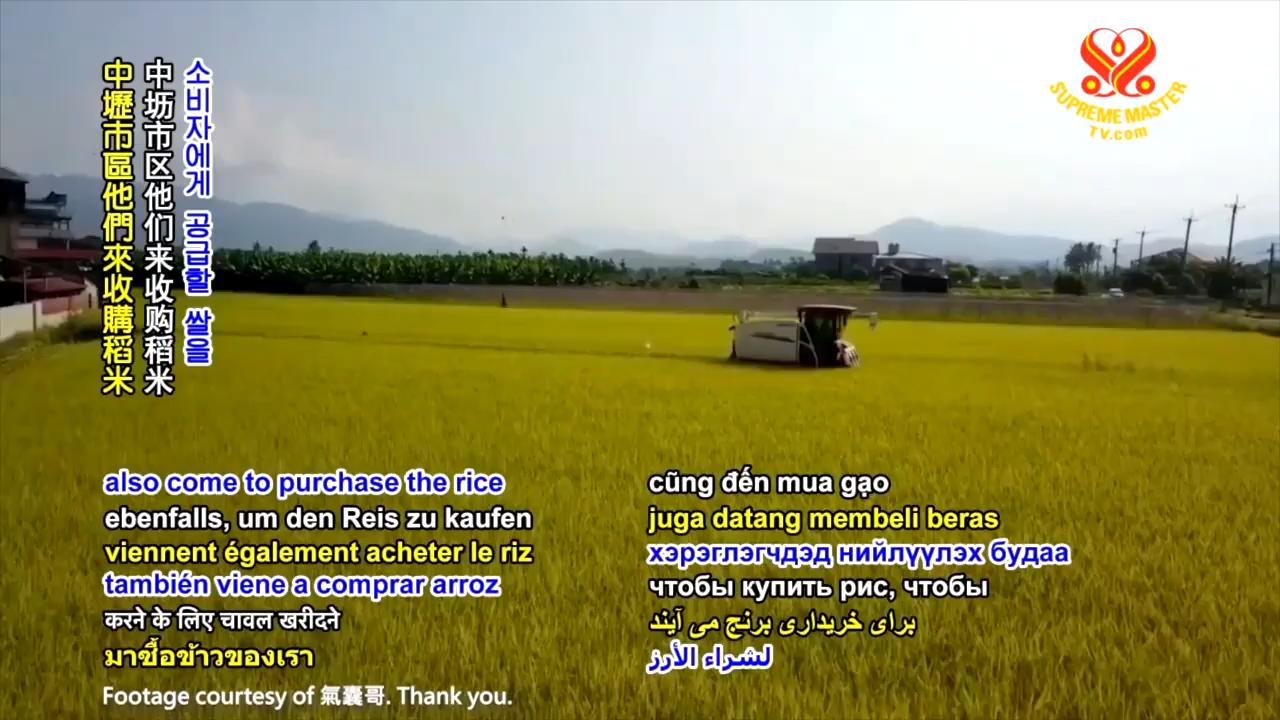 中壢市區他們來收購稻米
中坜市区他们来收购稻米
소비자에게 공급할 쌀을
SUPREME MASTER
TV.com
also come to purchase the rice
ebenfalls, um den Reis zu kaufen
viennent également acheter le riz
también viene a comprar arroz
करने के लिए चावल खरीदने
มาซื้อข้าวของเรา
cũng đến mua gạo
juga datang membeli beras
хэрэглэгчдэд нийлүүлэх будаа
чтобы купить рис, чтобы
برای خریداری برنج می آیند
لشراء الأرز
Footage courtesy of 氣囊哥. Thank you.